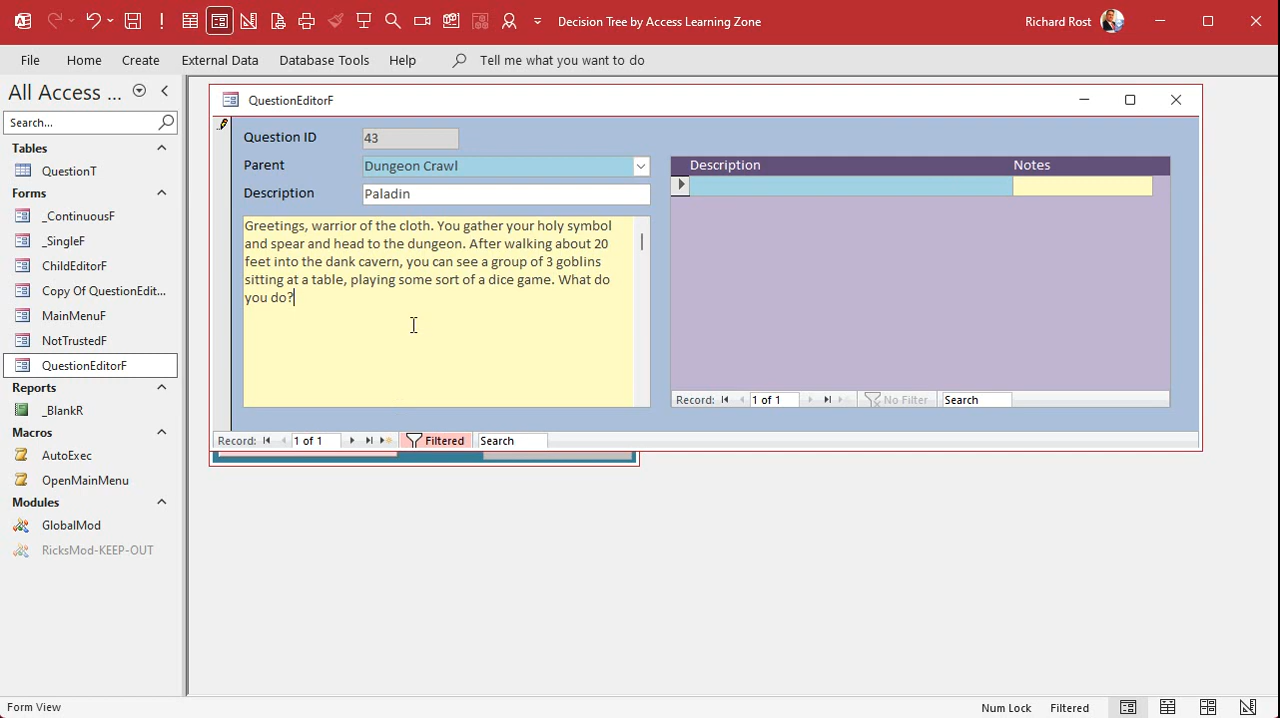 Decision Tree by Access Learning Zone
Richard Rost
File Home Create External Data Database Tools Help Tell me what you want to do
All Access ...
Search...
Tables
QuestionT
Forms
_ContinuousF
_SingleF
ChildEditorF
Copy Of QuestionEdit...
MainMenuF
NotTrustedF
QuestionEditorF
Reports
_BlankR
Macros
AutoExec
OpenMainMenu
Modules
GlobalMod
RicksMod-KEEP-OUT
QuestionEditorF
Question ID 43
Parent Dungeon Crawl
Description Paladin
Greetings, warrior of the cloth. You gather your holy symbol
and spear and head to the dungeon. After walking about 20
feet into the dank cavern, you can see a group of 3 goblins
sitting at a table, playing some sort of a dice game. What do
you do?
Description Notes
Record: 1 of 1 No Filter Search
Record: 1 of 1 Filtered Search
Form View Num Lock Filtered